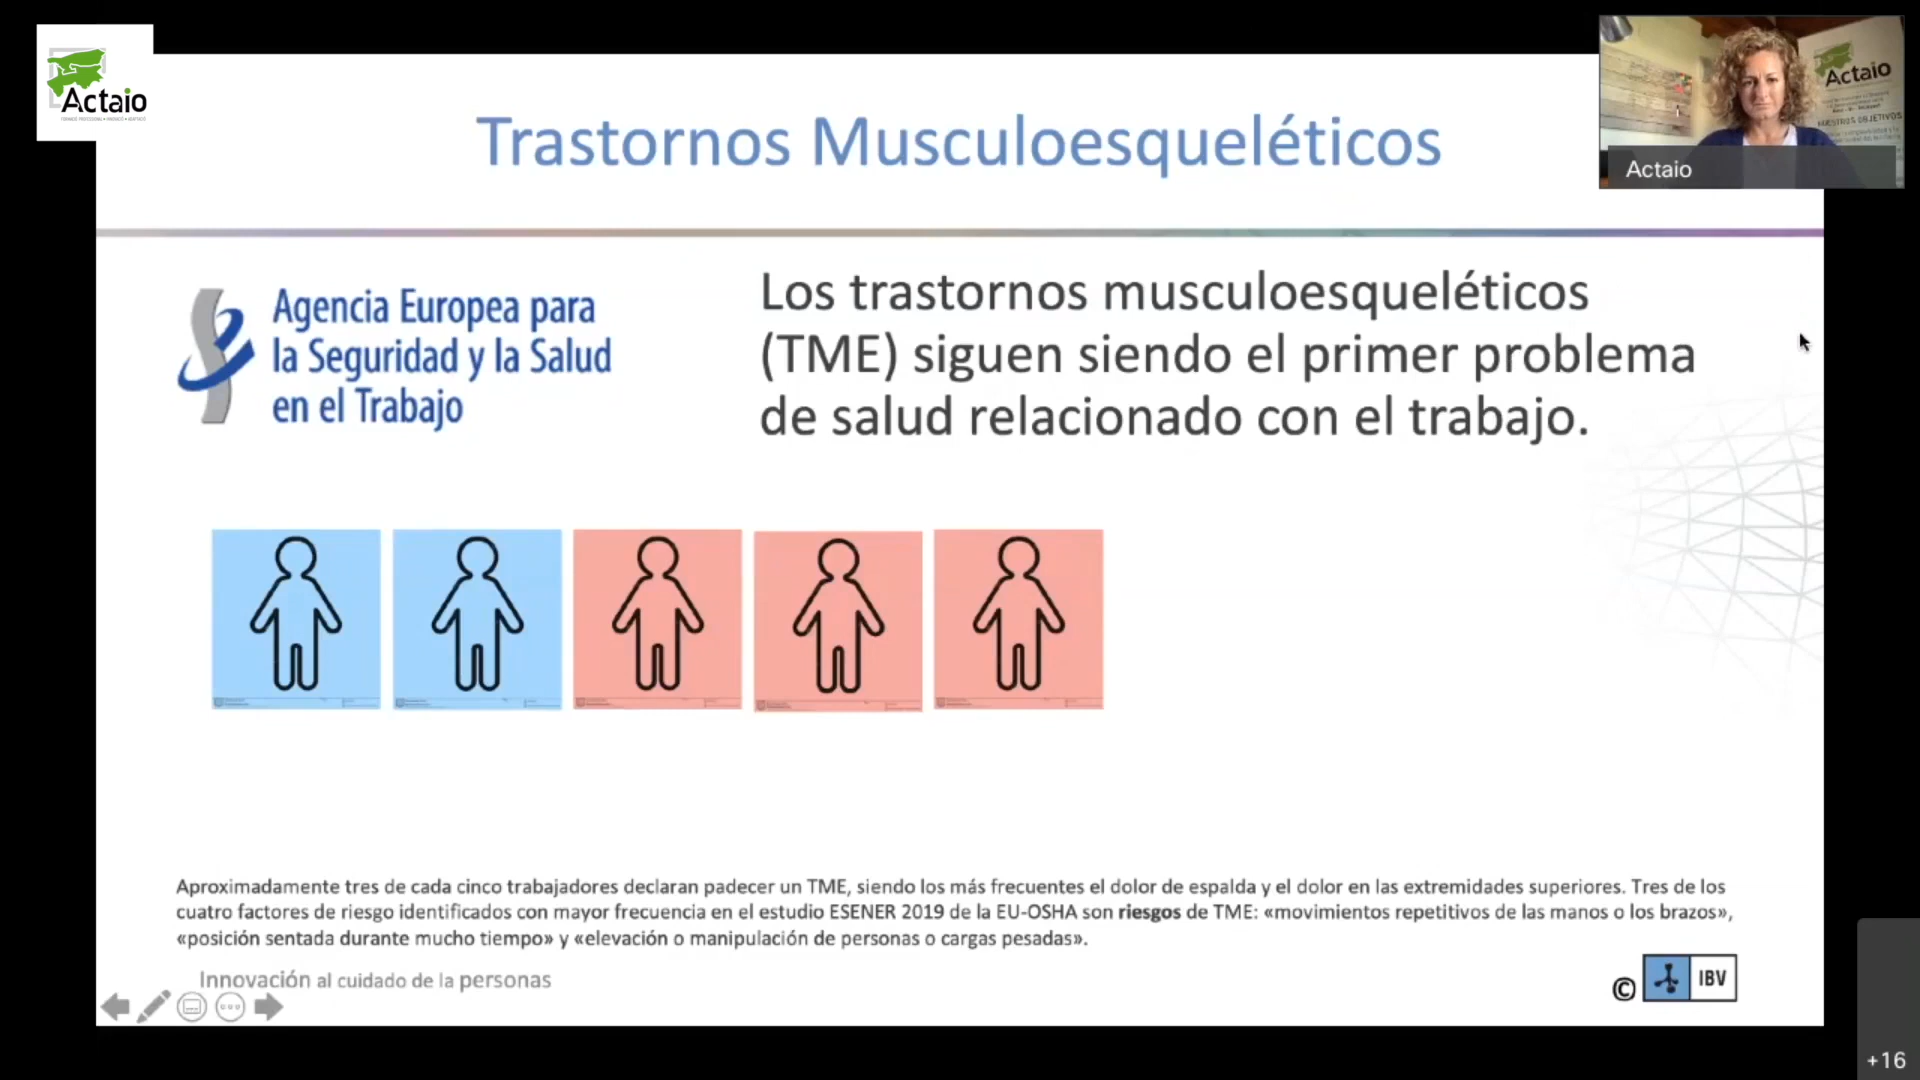 Actaio
Trastornos Musculoesqueléticos
Actaio
NUESTROS OBJETIVOS
Actaio
Agencia Europea para
la Seguridad y la Salud
en el Trabajo
Los trastornos musculoesqueléticos
(TME) siguen siendo el primer problema
de salud relacionado con el trabajo.
Aproximadamente tres de cada cinco trabajadores declaran padecer un TME, siendo los más frecuentes el dolor de espalda y el dolor en las extremidades superiores. Tres de los
cuatro factores de riesgo identificados con mayor frecuencia en el estudio ESENER 2019 de la EU-OSHA son riesgos de TME: «movimientos repetitivos de las manos o los brazos»,
«posición sentada durante mucho tiempo» y «elevación o manipulación de personas o cargas pesadas».
Innovación al cuidado de la personas
© IBV
+16